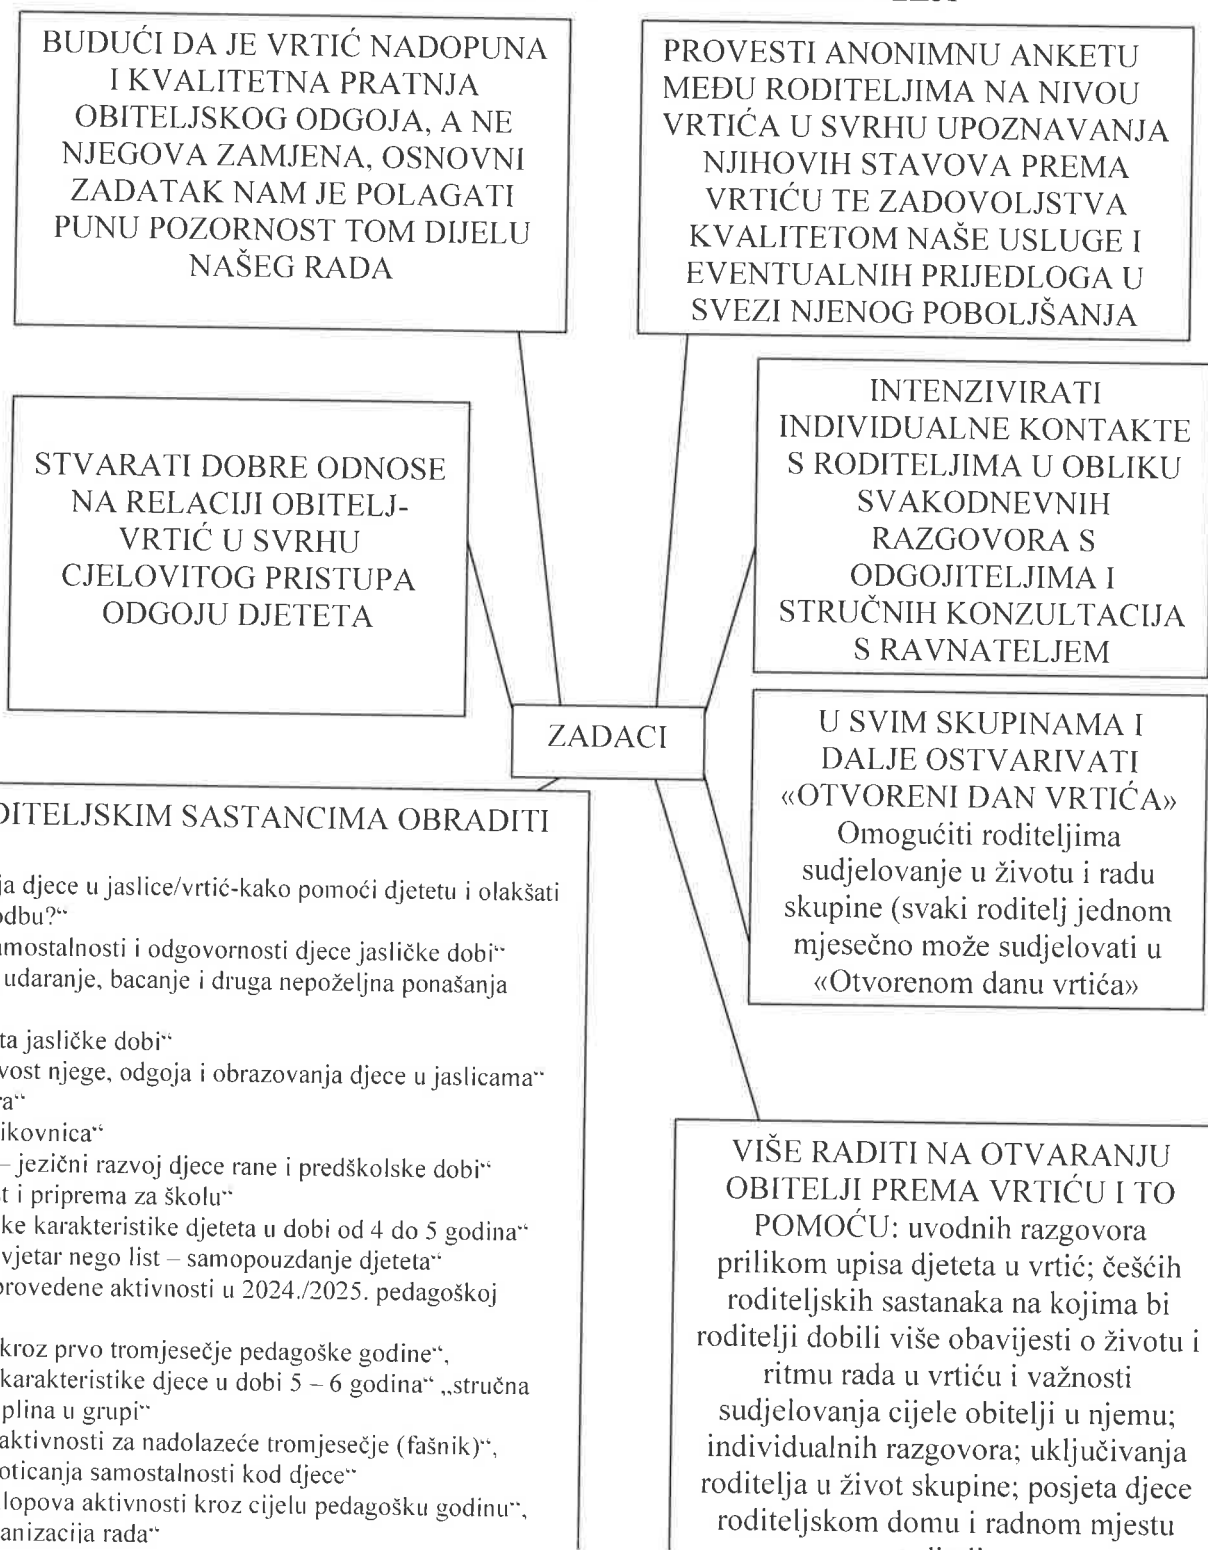 BUDUĆI DA JE VRTIĆ NADOPUNA
I KVALITETNA PRATNJA
OBITELJSKOG ODGOJA, A NE
NJEGOVA ZAMJENA, OSNOVNI
ZADATAK NAM JE POLAGATI
PUNU POZORNOST TOM DIJELU
NAŠEG RADA
PROVESTI ANONIMNU ANKETU
MEĐU RODITELJIMA NA NIVOU
VRTIĆA U SVRHU UPOZNAVANJA
NJIHOVIH STAVOVA PREMA
VRTIĆU TE ZADOVOLJSTVA
KVALITETOM NAŠE USLUGE I
EVENTUALNIH PRIJEDLOGA U
SVEZI NJENOG POBOLJŠANJA
STVARATI DOBRE ODNOSE
NA RELACIJI OBITELJ-
VRTIĆ U SVRHU
CJELOVITOG PRISTUPA
ODGOJU DJETETA
INTENZIVIRATI
INDIVIDUALNE KONTAKTE
S RODITELJIMA U OBLIKU
SVAKODNEVNIH
RAZGOVORA S
ODGOJITELJIMA I
STRUČNIH KONZULTACIJA
S RAVNATELJEM
ZADACI
U SVIM SKUPINAMA I
DALJE OSTVARIVATI
«OTVORENI DAN VRTIĆA»
Omogućiti roditeljima
sudjelovanje u životu i radu
skupine (svaki roditelj jednom
mjesečno može sudjelovati u
«Otvorenom danu vrtića»
DITELJSKIM SASTANCIMA OBRADITI
ja djece u jaslice/vrtić-kako pomoći djetetu i olakšati
odbu?“
amostalnosti i odgovornosti djece jasličke dobi“
udaranje, bacanje i druga nepoželjna ponašanja
ta jasličke dobi“
vost njege, odgoja i obrazovanja djece u jaslicama“
ra“
ikovnica“
– jezični razvoj djece rane i predškolske dobi“
t i priprema za školu“
ke karakteristike djeteta u dobi od 4 do 5 godina“
vjetar nego list – samopouzdanje djeteta“
provedene aktivnosti u 2024./2025. pedagoškoj
kroz prvo tromjesečje pedagoške godine“,
karakteristike djece u dobi 5 – 6 godina“ „stručna
plina u grupi“
aktivnosti za nadolazeće tromjesečje (fašnik)“,
oticanja samostalnosti kod djece“
lopova aktivnosti kroz cijelu pedagošku godinu“,
anizacija rada“
VIŠE RADITI NA OTVARANJU
OBITELJI PREMA VRTIĆU I TO
POMOĆU: uvodnih razgovora
prilikom upisa djeteta u vrtić; češćih
roditeljskih sastanaka na kojima bi
roditelji dobili više obavijesti o životu i
ritmu rada u vrtiću i važnosti
sudjelovanja cijele obitelji u njemu;
individualnih razgovora; uključivanja
roditelja u život skupine; posjeta djece
roditeljskom domu i radnom mjestu